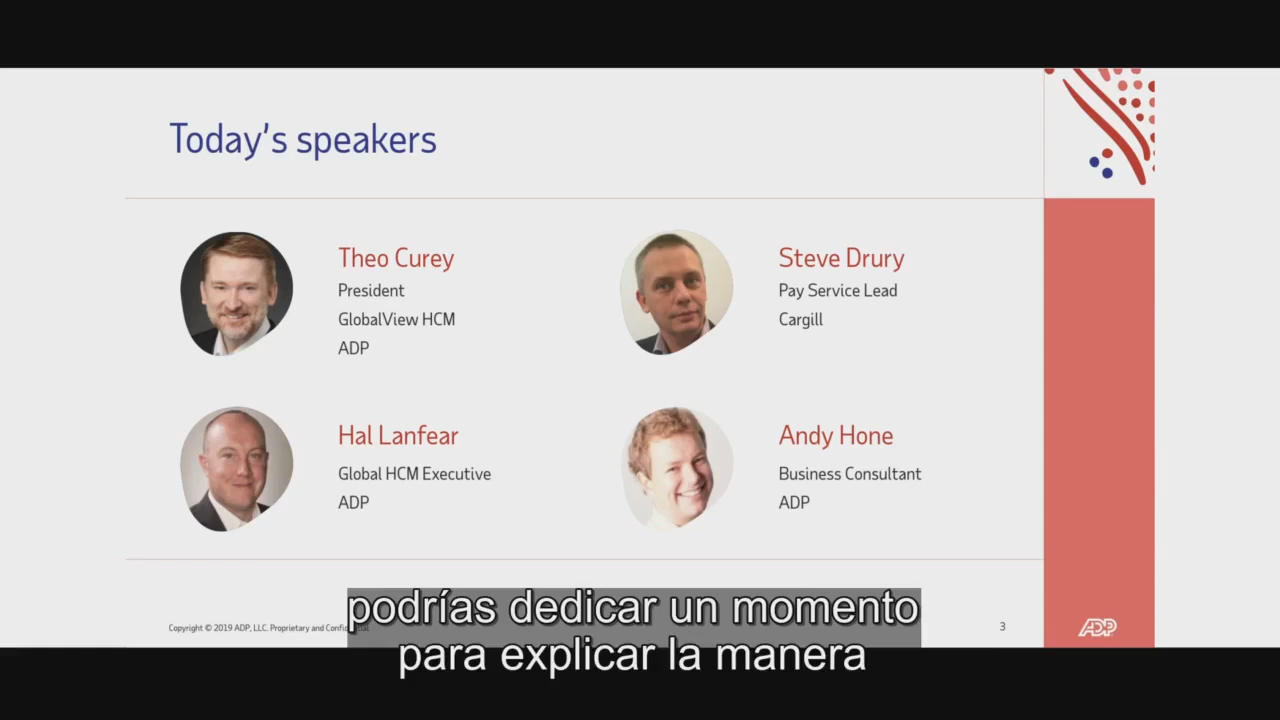 Today's speakers
Theo Curey
President
GlobalView HCM
ADP
Steve Drury
Pay Service Lead
Cargill
Hal Lanfear
Global HCM Executive
ADP
Andy Hone
Business Consultant
ADP
Copyright © 2019 ADP, LLC. Proprietary and
3
ADP
podrías dedicar un momento
para explicar la manera